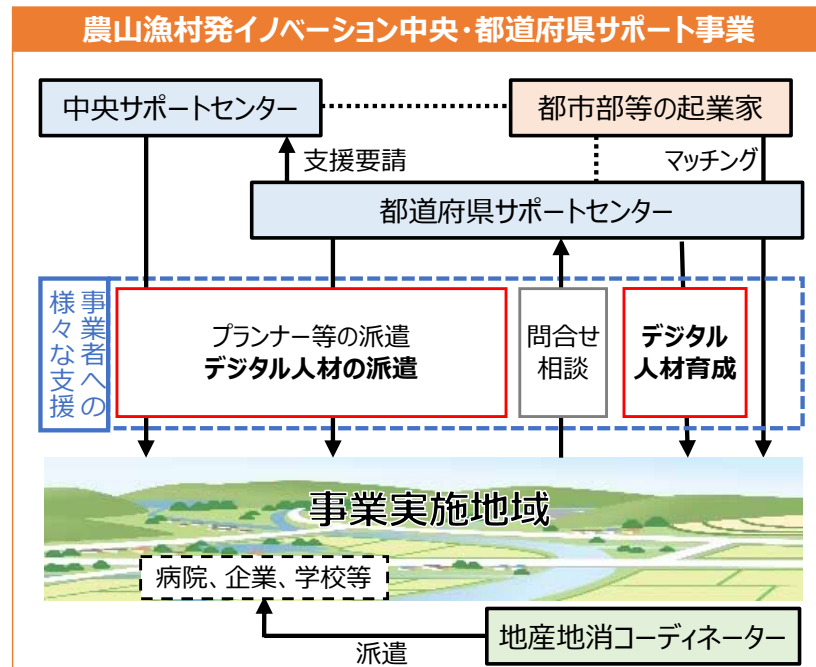 農山漁村発イノベーション中央・都道府県サポート事業
中央サポートセンター
都市部等の起業家
支援要請
マッチング
都道府県サポートセンター
事業者への
様々な支援
プランナー等の派遣
デジタル人材の派遣
問合せ
相談
デジタル
人材育成
事業実施地域
病院、企業、学校等
地産地消コーディネーター
派遣